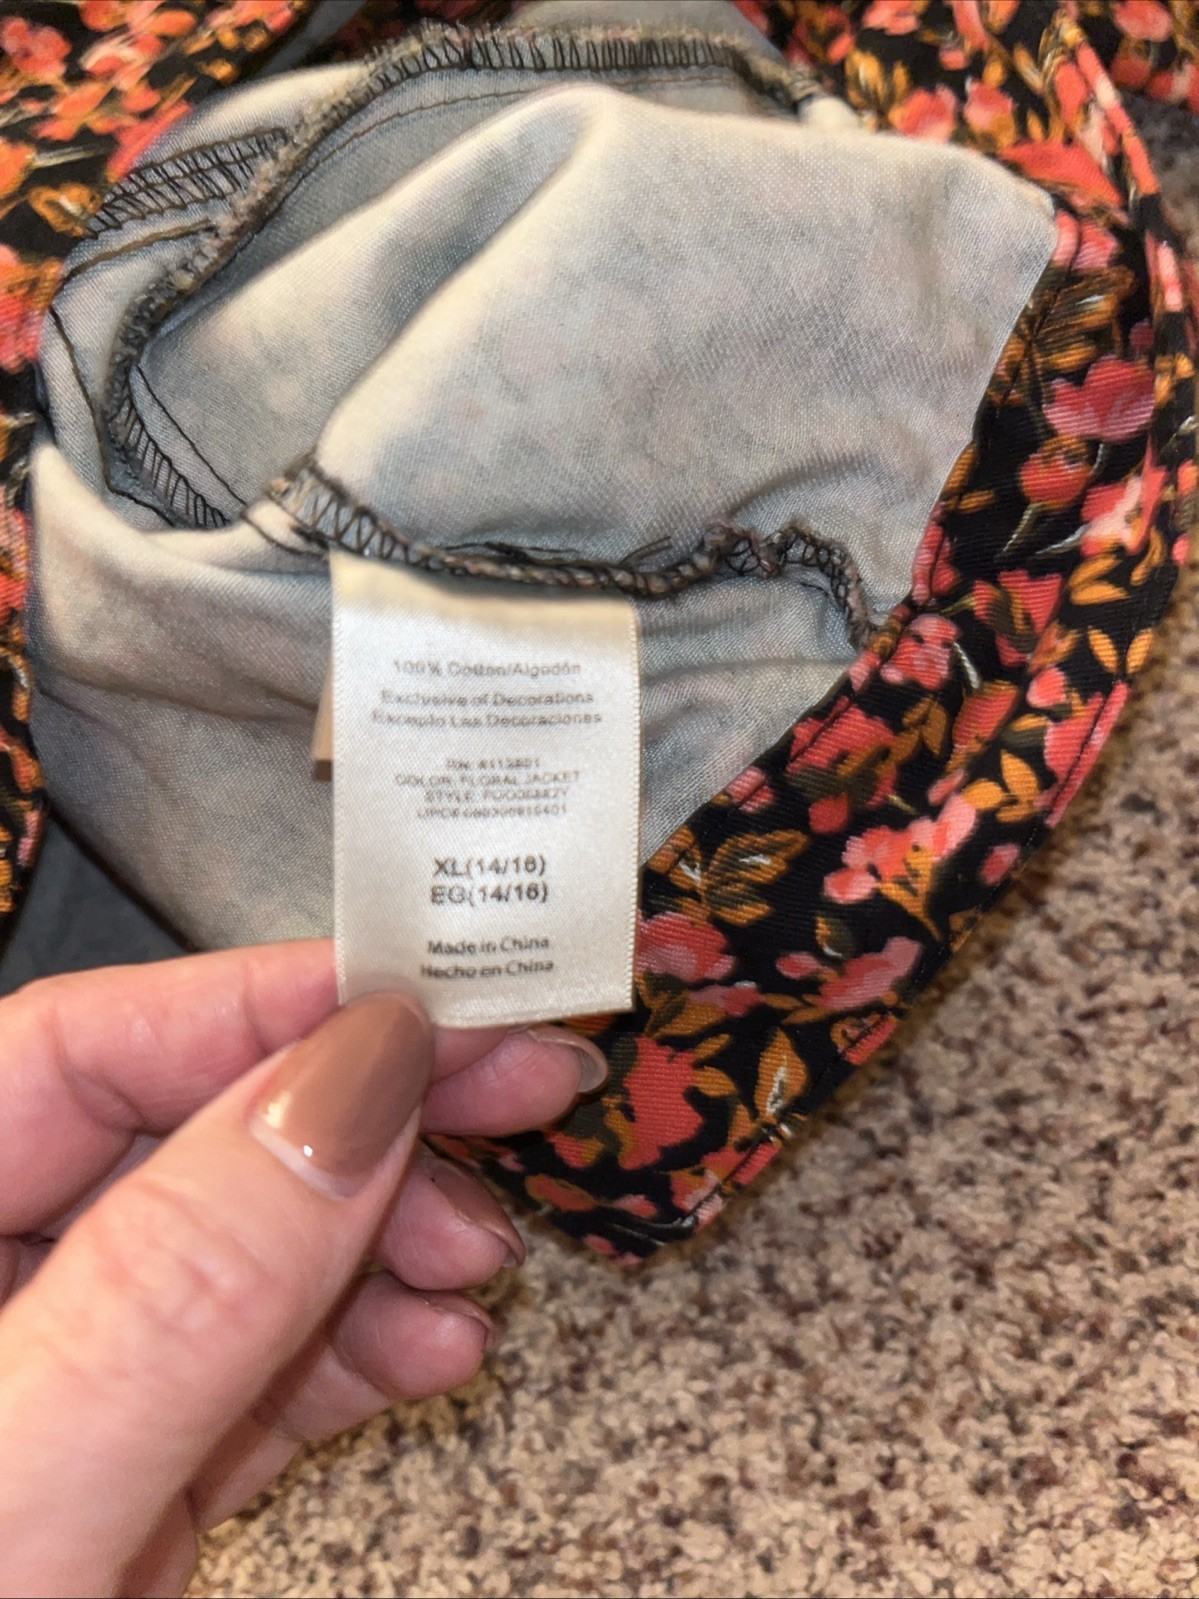 100% Cotton/Algodón
Exclusive of Decorations
Excepto Las Decoraciones
COLOR: FLORAL JACKET
STYLE:
XL(14/16)
EG(14/16)
Made in China
Hecho en China